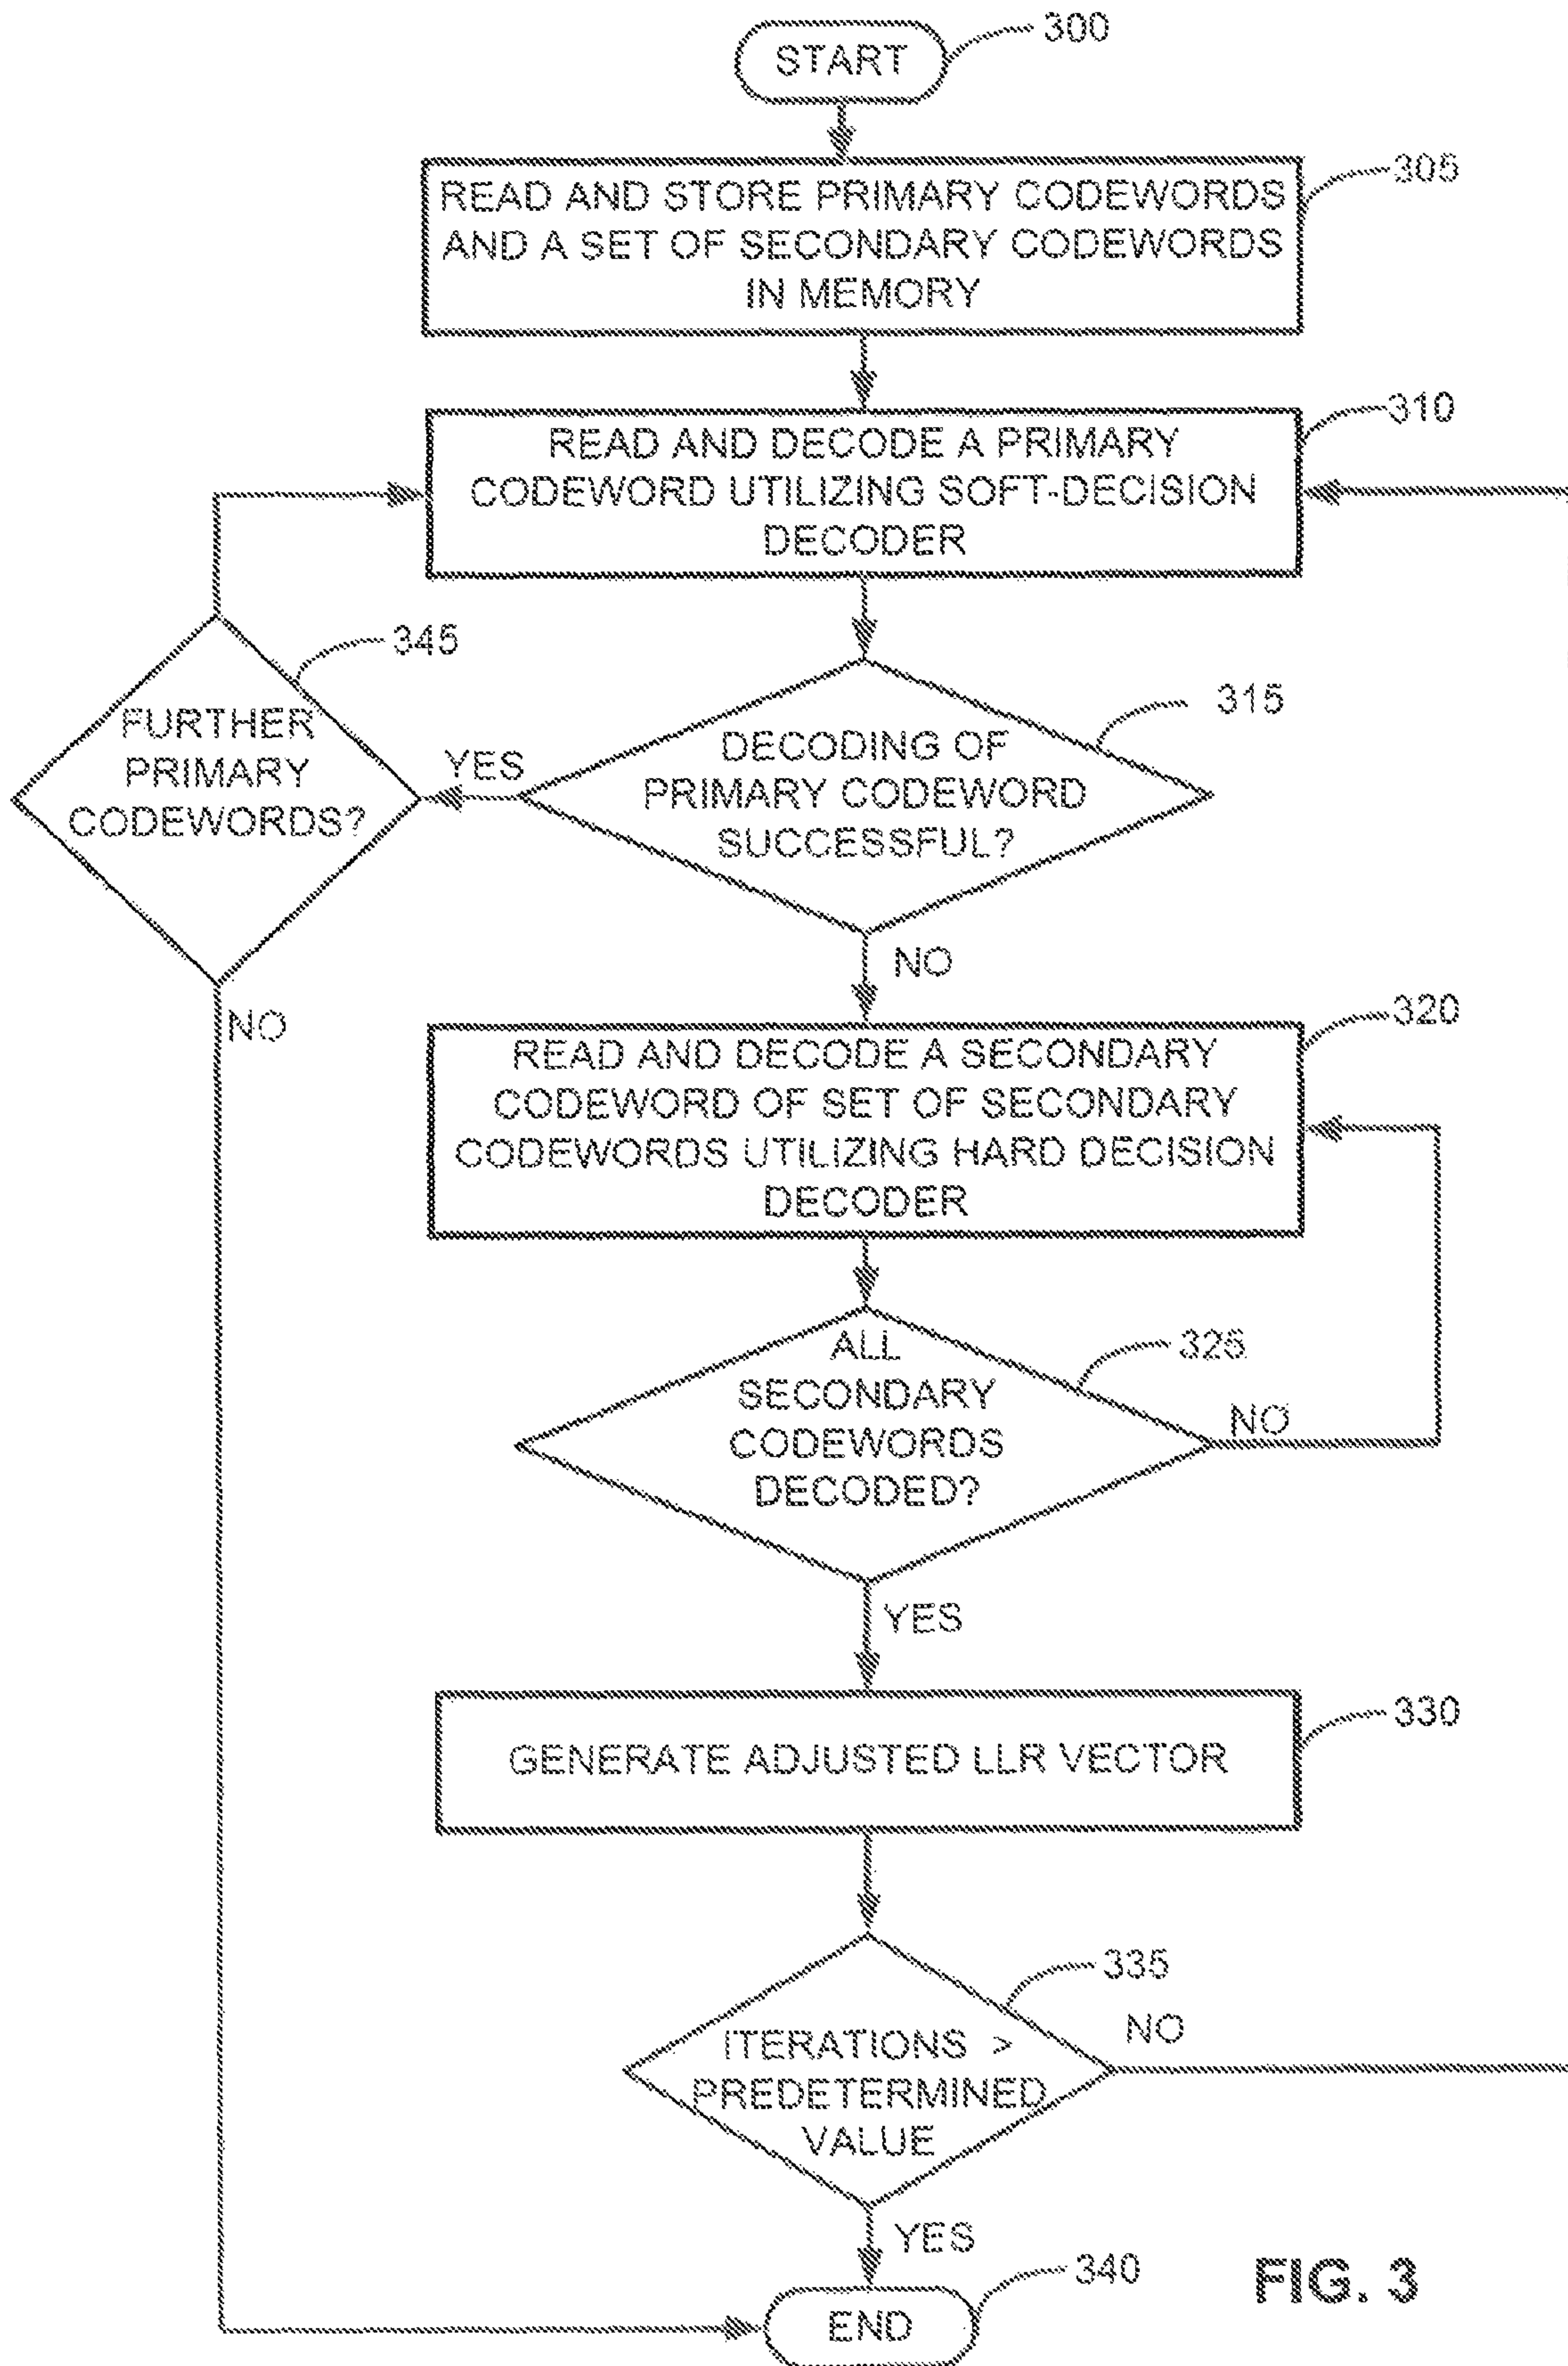 START
300
READ AND STORE PRIMARY CODEWORDS
AND A SET OF SECONDARY CODEWORDS
IN MEMORY
305
READ AND DECODE A PRIMARY
CODEWORD UTILIZING SOFT-DECISION
DECODER
310
345
FURTHER
PRIMARY
CODEWORDS?
YES
315
DECODING OF
PRIMARY CODEWORD
SUCCESSFUL?
NO
NO
320
READ AND DECODE A SECONDARY
CODEWORD OF SET OF SECONDARY
CODEWORDS UTILIZING HARD DECISION
DECODER
325
ALL
SECONDARY
CODEWORDS
DECODED?
NO
YES
330
GENERATE ADJUSTED LLR VECTOR
335
NO
ITERATIONS >
PREDETERMINED
VALUE
YES
340
END
FIG. 3